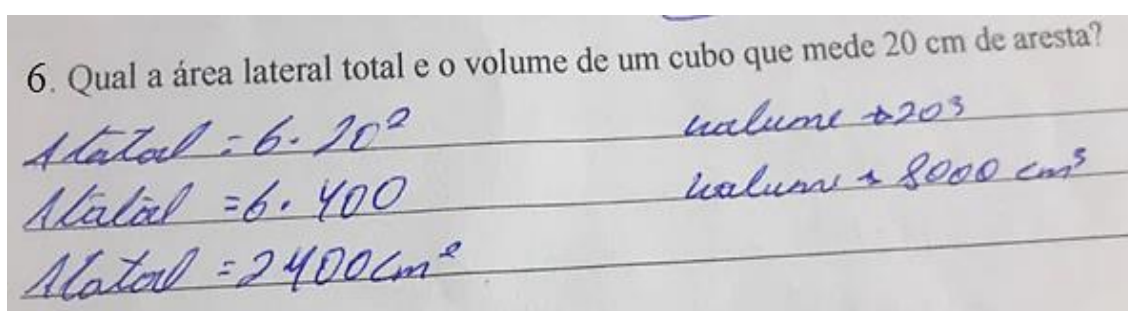 6. Qual a área lateral total e o volume de um cubo que mede 20 cm de aresta?
Atotal = 6 . 20²
Atotal = 6 . 400
Atotal = 2400cm²
volume → 20³
volume → 8000 cm³